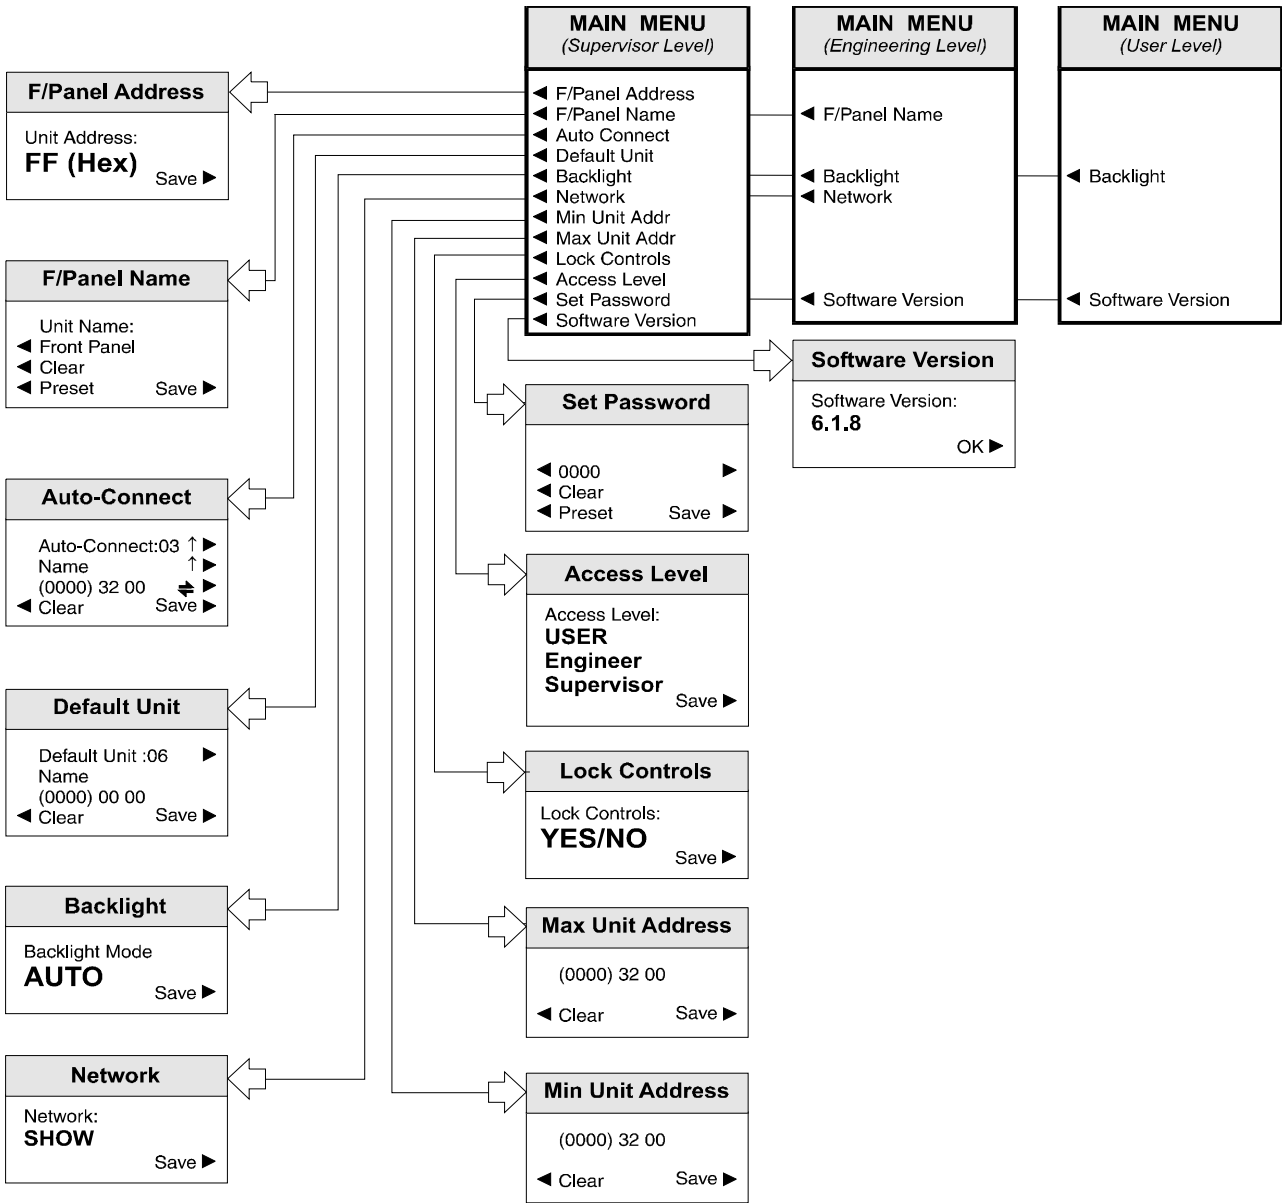 MAIN MENU
(Supervisor Level)
F/Panel Address
F/Panel Name
Auto Connect
Default Unit
Backlight
Network
Min Unit Addr
Max Unit Addr
Lock Controls
Access Level
Set Password
Software Version
MAIN MENU
(Engineering Level)
F/Panel Name
Backlight
Network
Software Version
MAIN MENU
(User Level)
Backlight
Software Version
F/Panel Address
Unit Address:
FF (Hex)
Save ▶
F/Panel Name
Unit Name:
◀ Front Panel
◀ Clear
◀ Preset Save ▶
Auto-Connect
Auto-Connect:03 ↑ ▶
Name ↑ ▶
(0000) 32 00 ⇌ ▶
◀ Clear Save ▶
Default Unit
Default Unit :06 ▶
Name
(0000) 00 00
◀ Clear Save ▶
Backlight
Backlight Mode
AUTO
Save ▶
Network
Network:
SHOW
Save ▶
Software Version
Software Version:
6.1.8
OK ▶
Set Password
◀ 0000 ▶
◀ Clear
◀ Preset Save ▶
Access Level
Access Level:
USER
Engineer
Supervisor
Save ▶
Lock Controls
Lock Controls:
YES/NO
Save ▶
Max Unit Address
(0000) 32 00
◀ Clear Save ▶
Min Unit Address
(0000) 32 00
◀ Clear Save ▶